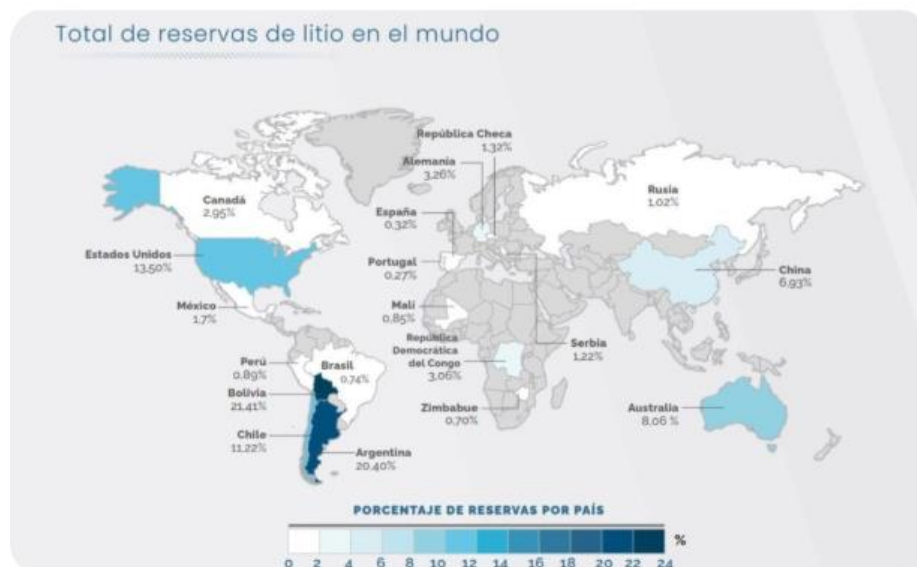 Total de reservas de litio en el mundo
República Checa
1,32%
Alemania
3,26%
Canadá
2,95%
España
0,32%
Rusia
1,02%
Estados Unidos
13,50%
Portugal
0,27%
China
6,93%
México
1,7%
Malí
0,85%
República
Democrática
del Congo
3,06%
Serbia
1,22%
Perú
0,89%
Brasil
0,74%
Bolivia
21,41%
Zimbabue
0,70%
Australia
8,06 %
Chile
11,22%
Argentina
20,40%
PORCENTAJE DE RESERVAS POR PAÍS
%
0 2 4 6 8 10 12 14 16 18 20 22 24